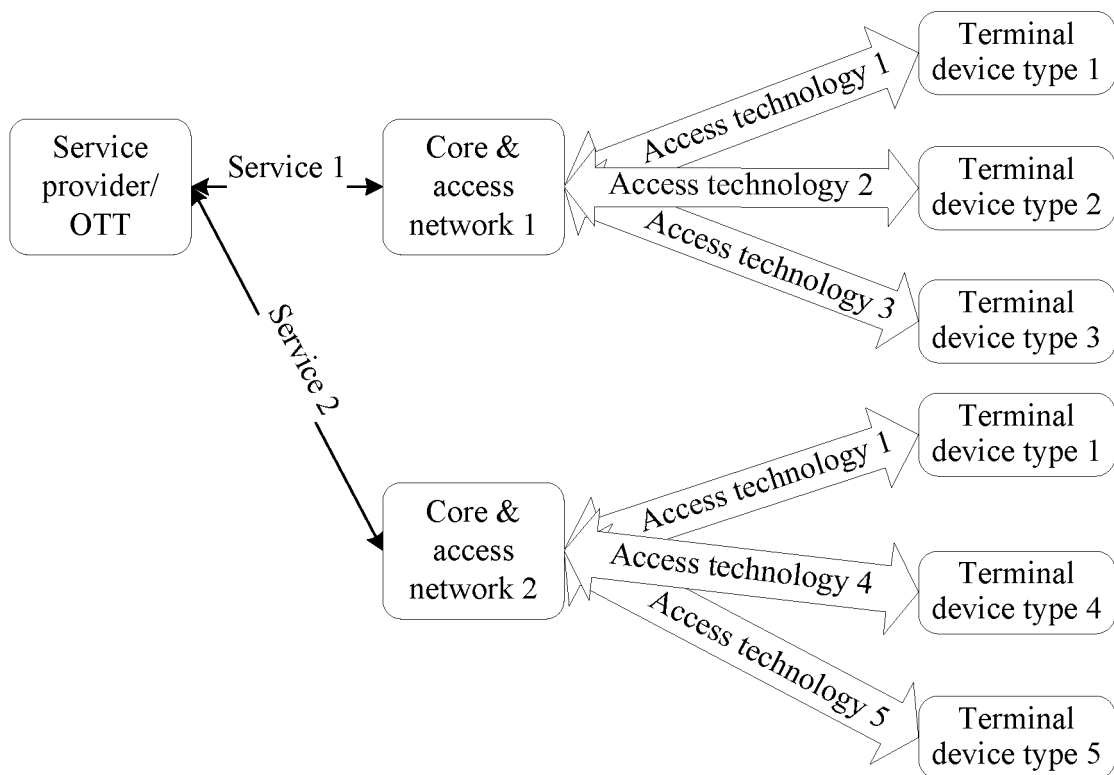 Service
provider/
OTT
Service 1
Service 2
Core &
access
network 1
Access technology 1
Access technology 2
Access technology 3
Terminal
device type 1
Terminal
device type 2
Terminal
device type 3
Core &
access
network 2
Access technology 1
Access technology 4
Access technology 5
Terminal
device type 1
Terminal
device type 4
Terminal
device type 5